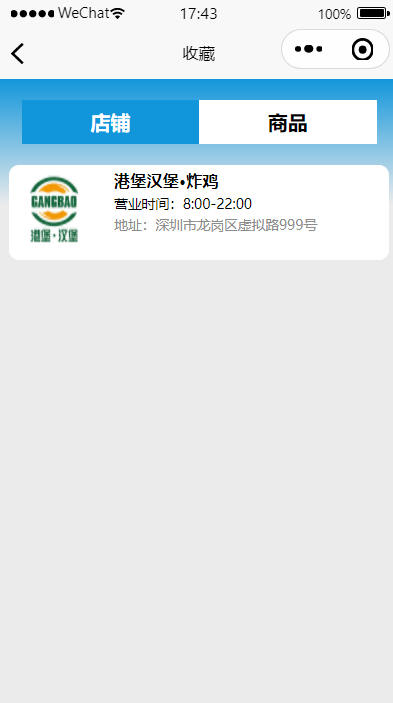 WeChat 17:43 100%
收藏
店铺 商品
GANGBAO
港堡·汉堡
港堡汉堡•炸鸡
营业时间：8:00-22:00
地址：深圳市龙岗区虚拟路999号